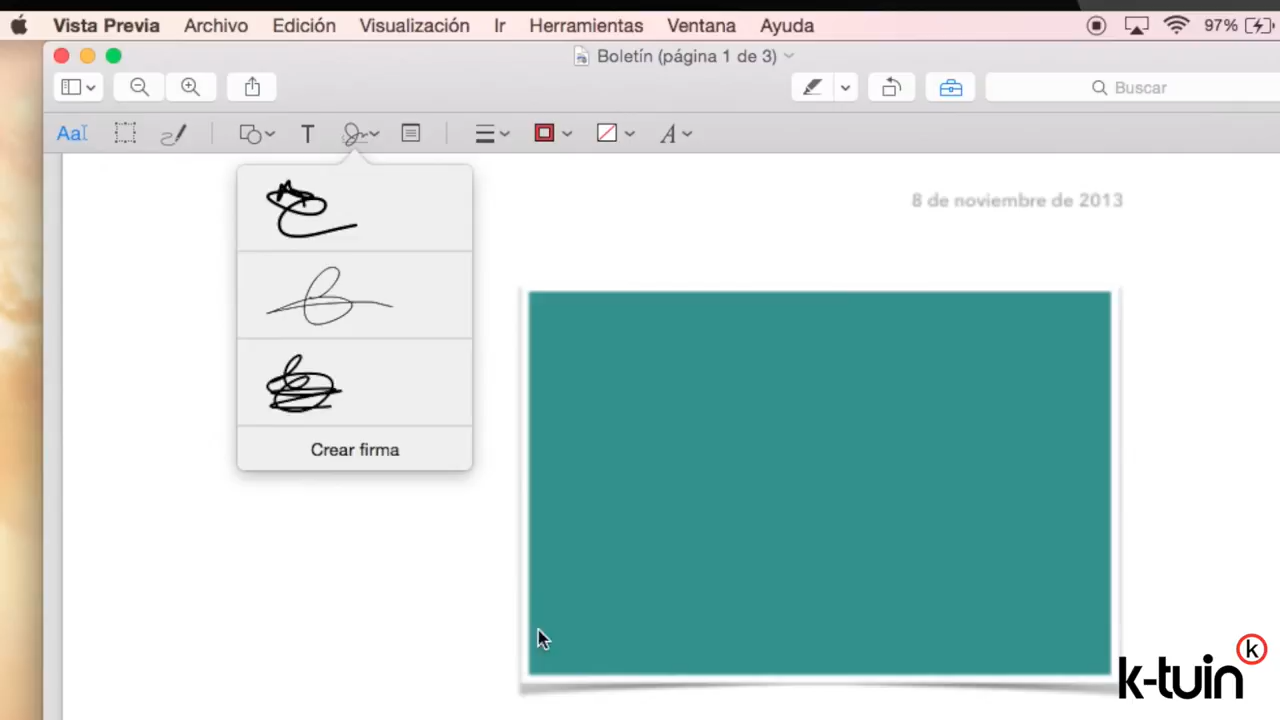 Vista Previa Archivo Edición Visualización Ir Herramientas Ventana Ayuda 97%
Boletín (página 1 de 3)
Buscar
AaI T A
8 de noviembre de 2013
Crear firma
k-tuin k